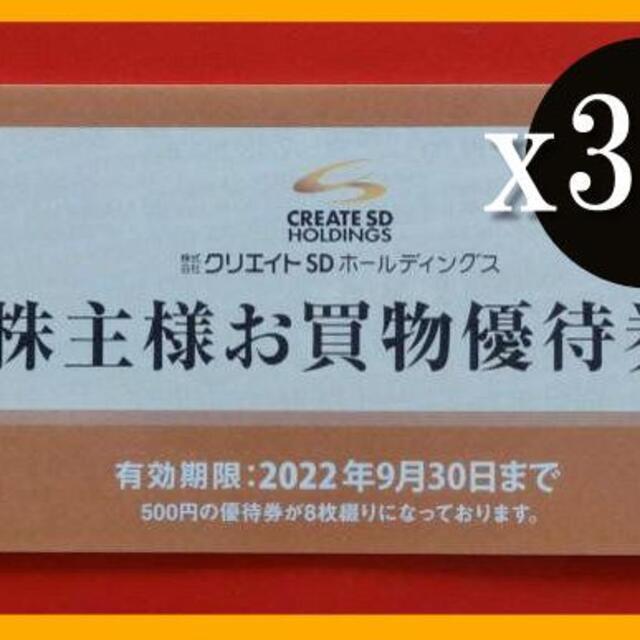 x3
CREATE SD
HOLDINGS
株式会社クリエイトSDホールディングス
株主様お買物優待券
有効期限:2022年9月30日まで
500円の優待券が8枚綴りになっております。